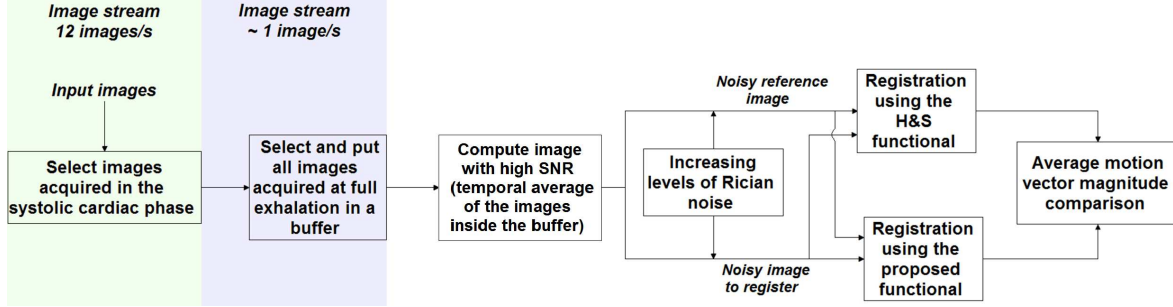 Image stream
12 images/s
Image stream
~ 1 image/s
Input images
Select images
acquired in the
systolic cardiac phase
Select and put
all images
acquired at full
exhalation in a
buffer
Compute image
with high SNR
(temporal average
of the images
inside the buffer)
Noisy reference
image
Increasing
levels of Rician
noise
Noisy image
to register
Registration
using the
H&S
functional
Registration
using the
proposed
functional
Average motion
vector magnitude
comparison